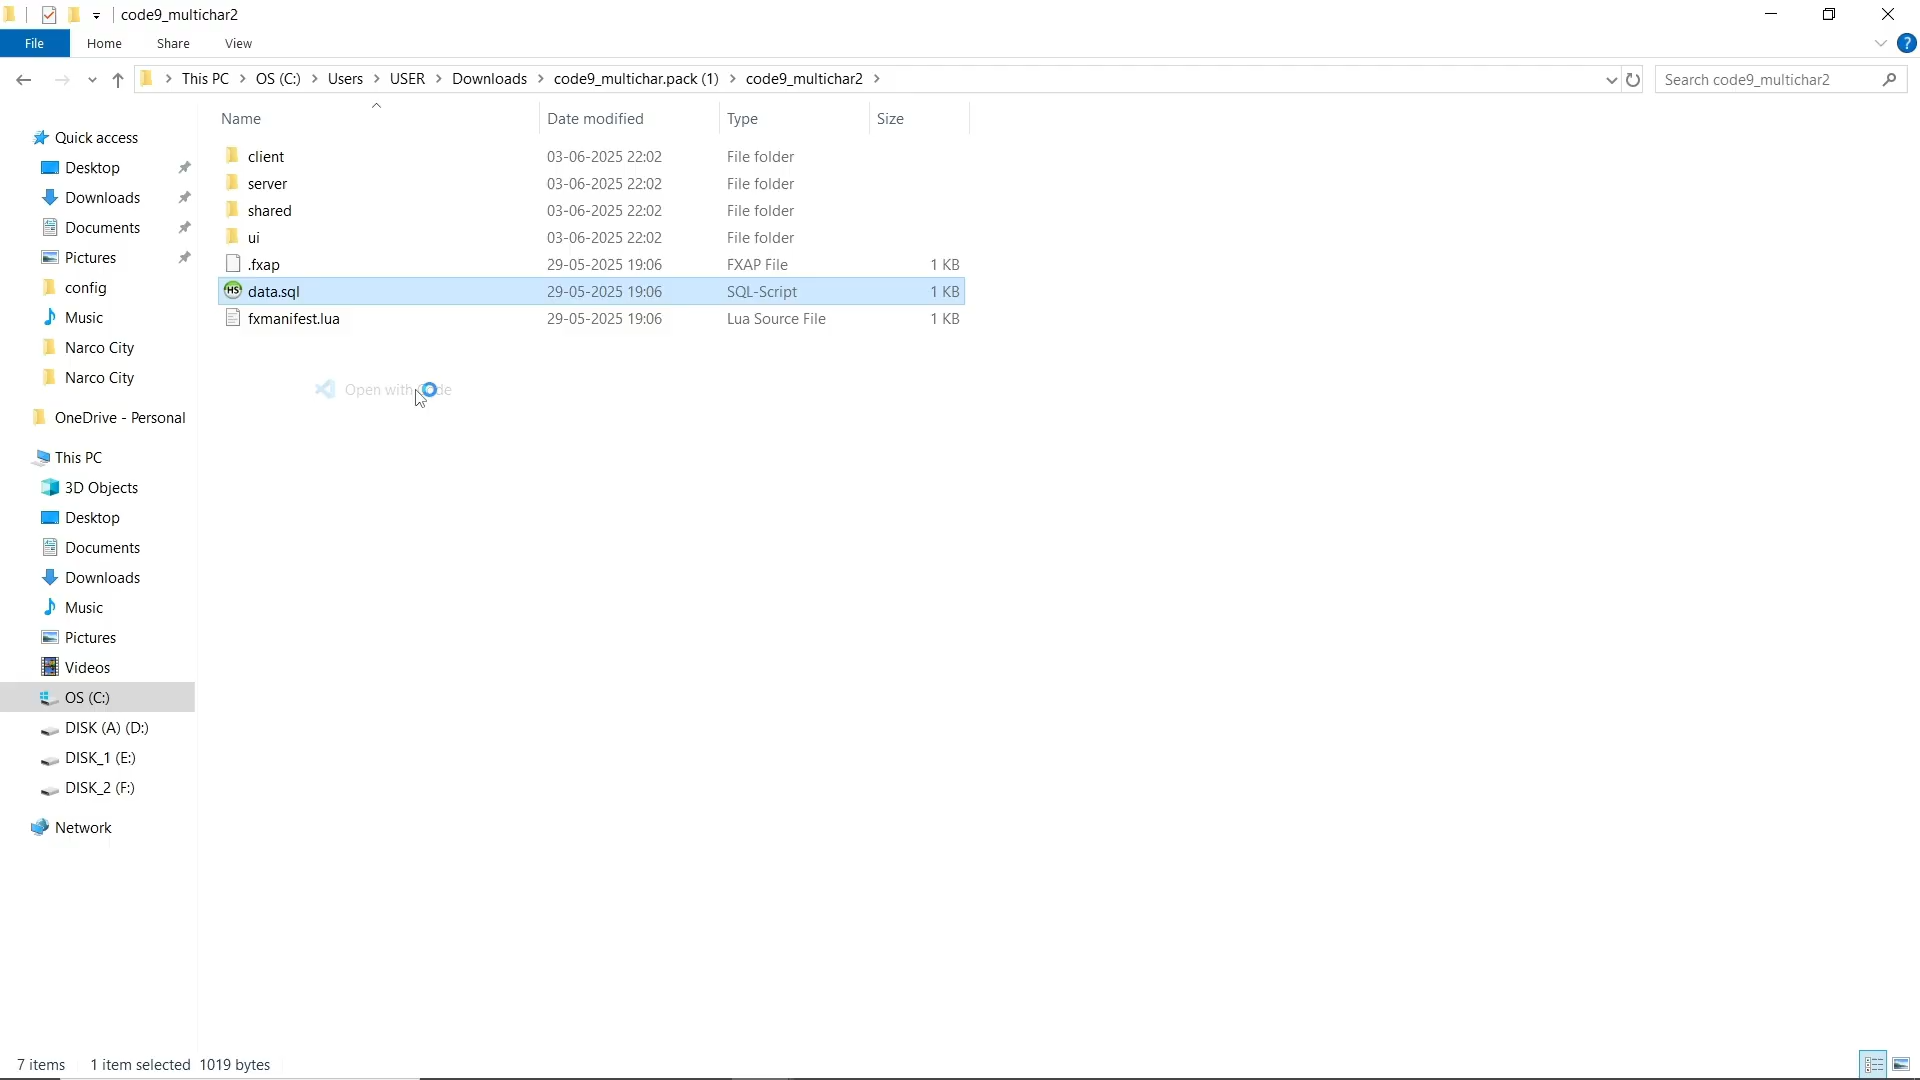 code9_multichar2
File Home Share View
This PC OS (C:) Users USER Downloads code9_multichar.pack (1) code9_multichar2
Search code9_multichar2
Name Date modified Type Size
client 03-06-2025 22:02 File folder
server 03-06-2025 22:02 File folder
shared 03-06-2025 22:02 File folder
ui 03-06-2025 22:02 File folder
.fxap 29-05-2025 19:06 FXAP File 1 KB
HS data.sql 29-05-2025 19:06 SQL-Script 1 KB
fxmanifest.lua 29-05-2025 19:06 Lua Source File 1 KB
Open with Code
Quick access
Desktop
Downloads
Documents
Pictures
config
Music
Narco City
Narco City
OneDrive - Personal
This PC
3D Objects
Desktop
Documents
Downloads
Music
Pictures
Videos
OS (C:)
DISK (A) (D:)
DISK_1 (E:)
DISK_2 (F:)
Network
7 items 1 item selected 1019 bytes